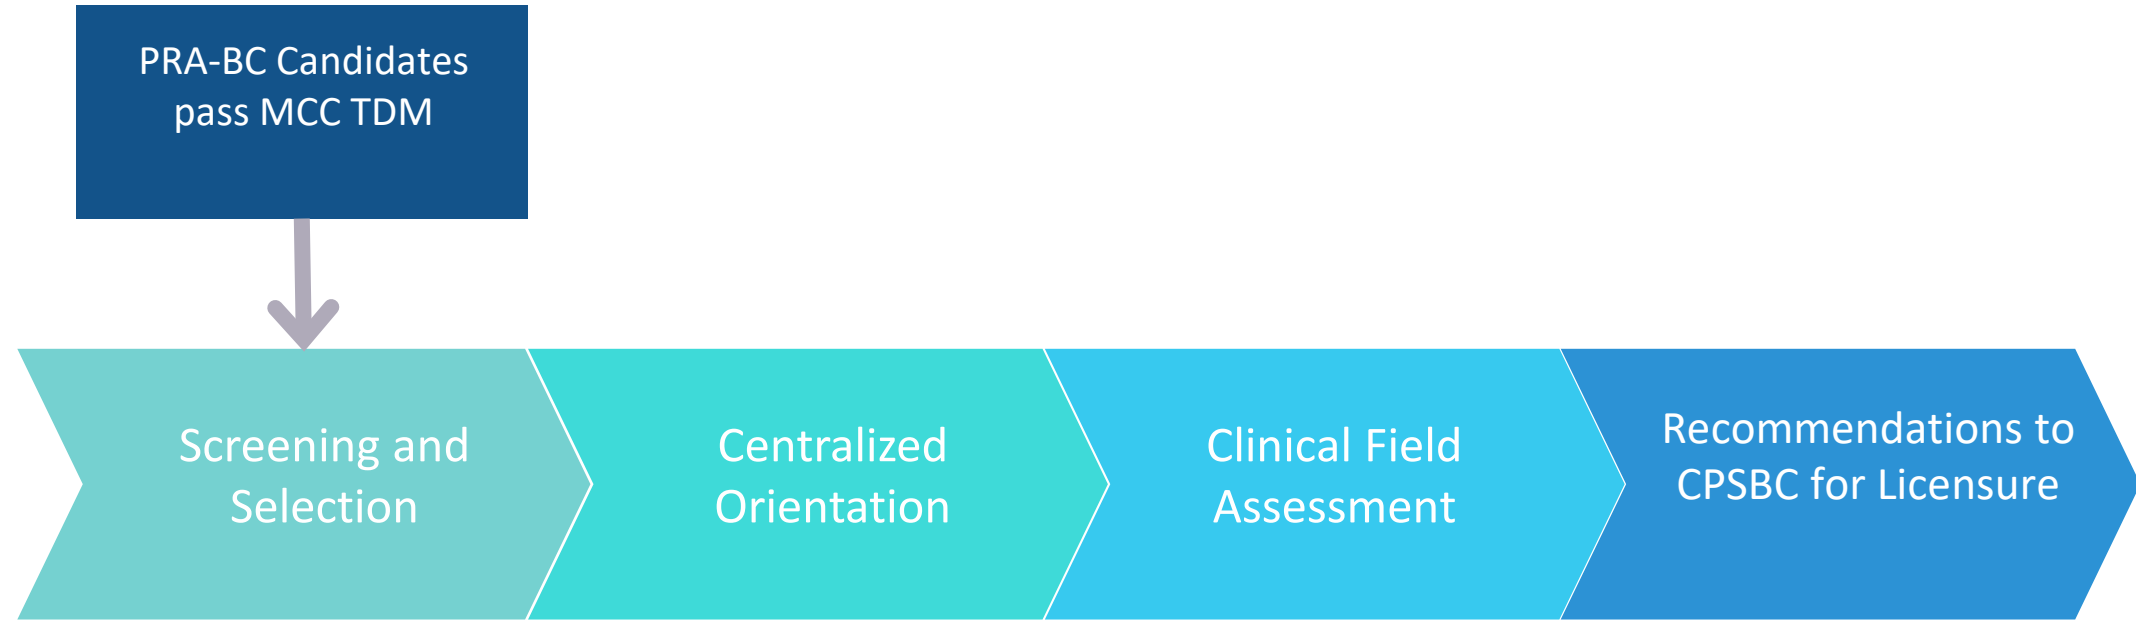 PRA-BC Candidates
pass MCC TDM
Screening and
Selection
Centralized
Orientation
Clinical Field
Assessment
Recommendations to
CPSBC for Licensure